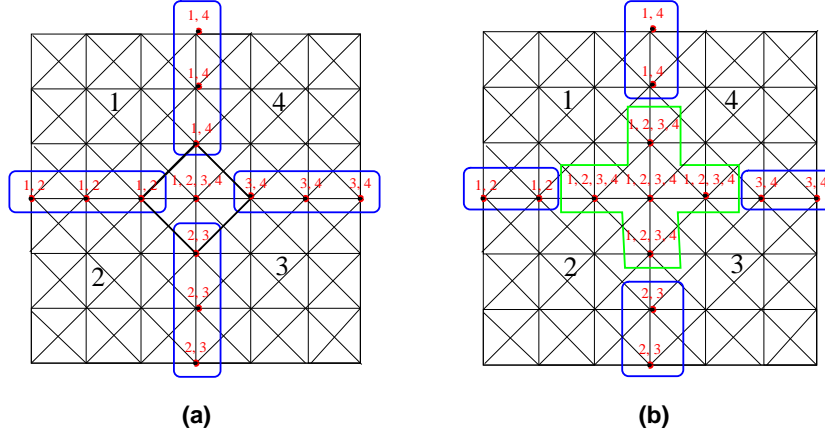 1, 4 1, 4
1, 4 1, 4
1 4 1 4
1, 4 1, 2, 3, 4
1, 2 1, 2 1, 2 1, 2, 3, 4 3, 4 3, 4 3, 4 1, 2 1, 2 1, 2, 3, 4 1, 2, 3, 4 1, 2, 3, 4 3, 4 3, 4
2, 3 1, 2, 3, 4
2 3 2 3
2, 3 2, 3
2, 3 2, 3
(a) (b)